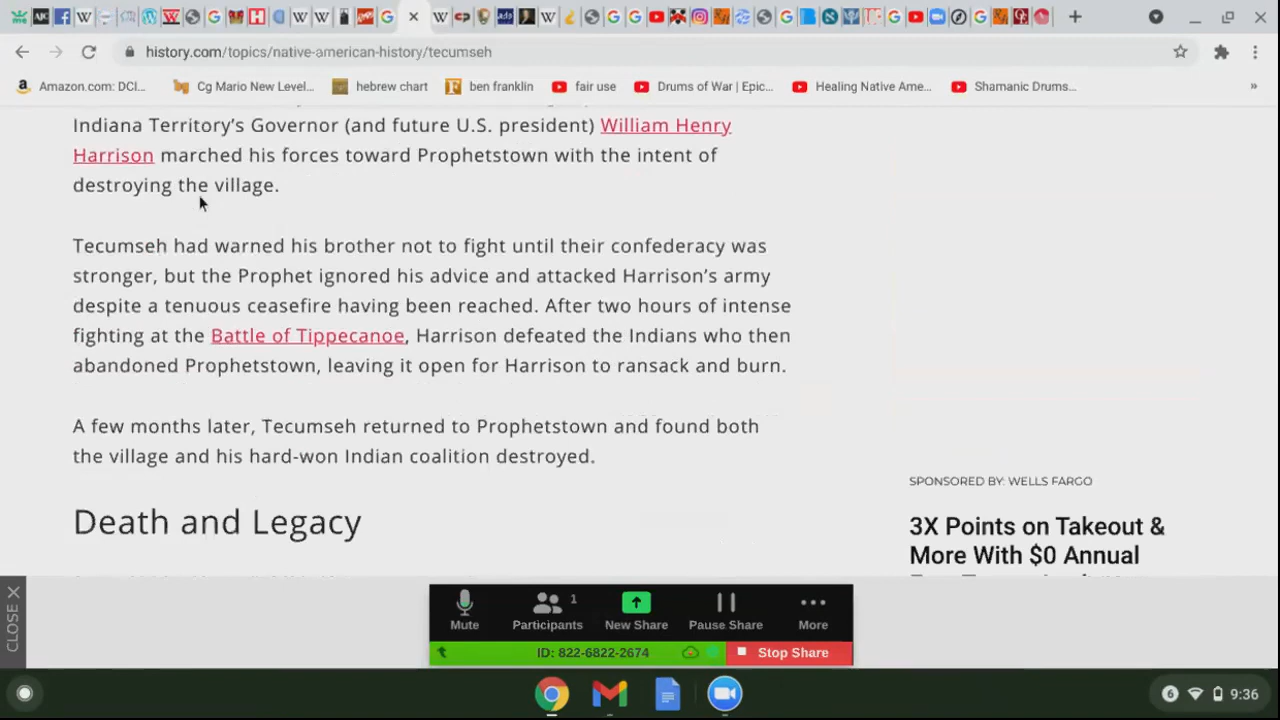 history.com/topics/native-american-history/tecumseh
Amazon.com: DCI... Cg Mario New Level... hebrew chart ben franklin fair use Drums of War | Epic... Healing Native Ame... Shamanic Drums... »
Indiana Territory’s Governor (and future U.S. president) William Henry
Harrison marched his forces toward Prophetstown with the intent of
destroying the village.
Tecumseh had warned his brother not to fight until their confederacy was
stronger, but the Prophet ignored his advice and attacked Harrison’s army
despite a tenuous ceasefire having been reached. After two hours of intense
fighting at the Battle of Tippecanoe, Harrison defeated the Indians who then
abandoned Prophetstown, leaving it open for Harrison to ransack and burn.
A few months later, Tecumseh returned to Prophetstown and found both
the village and his hard-won Indian coalition destroyed.
Death and Legacy
SPONSORED BY: WELLS FARGO
3X Points on Takeout &
More With $0 Annual
CLOSE X
1
Mute Participants New Share Pause Share More
ID: 822-6822-2674 Stop Share
6 9:36